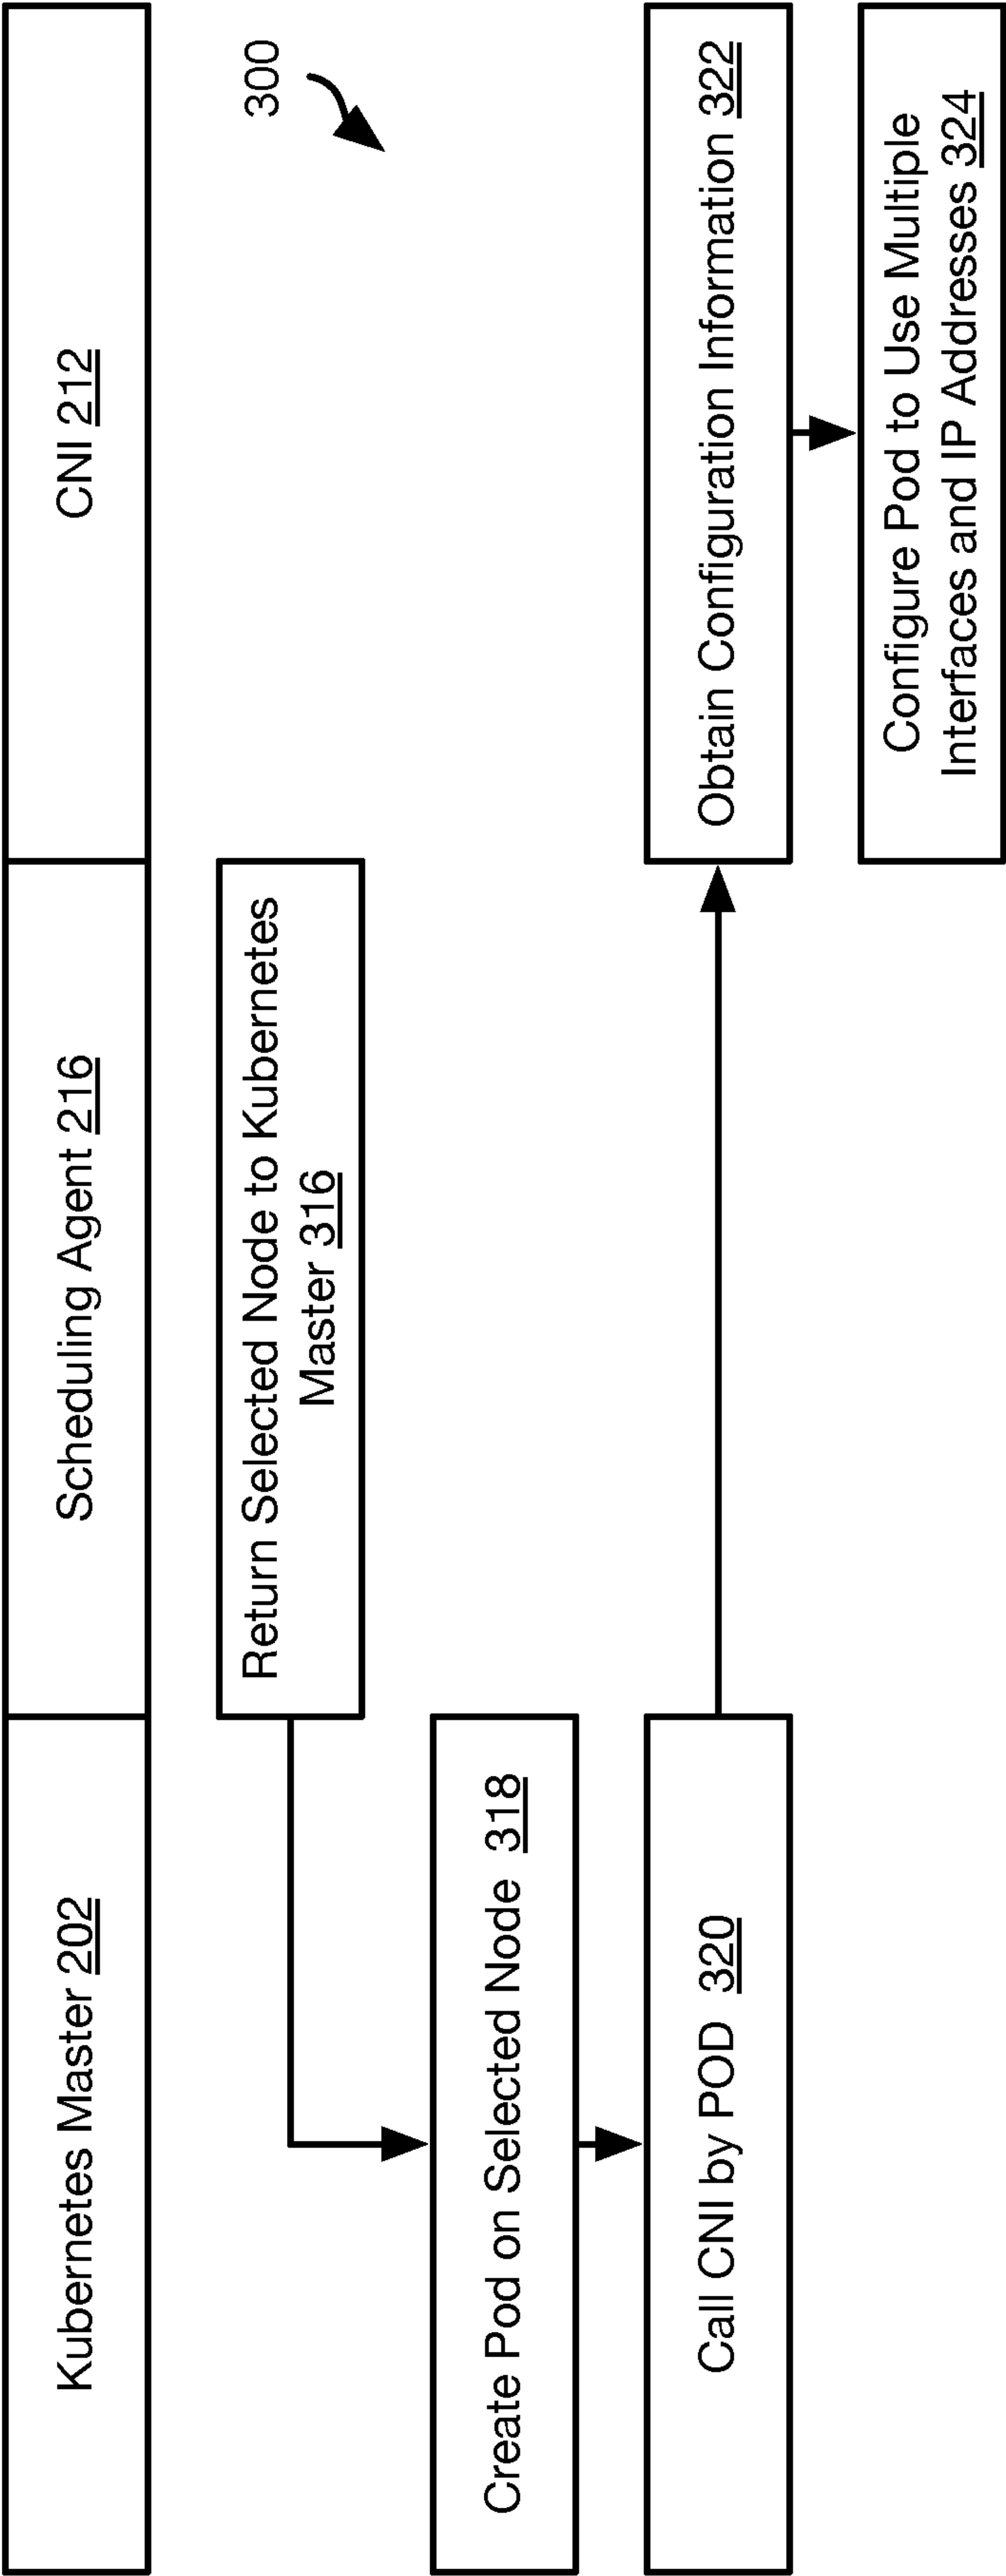 Kubernetes Master 202
Scheduling Agent 216
CNI 212
300
Return Selected Node to Kubernetes
Master 316
Create Pod on Selected Node 318
Call CNI by POD 320
Obtain Configuration Information 322
Configure Pod to Use Multiple
Interfaces and IP Addresses 324